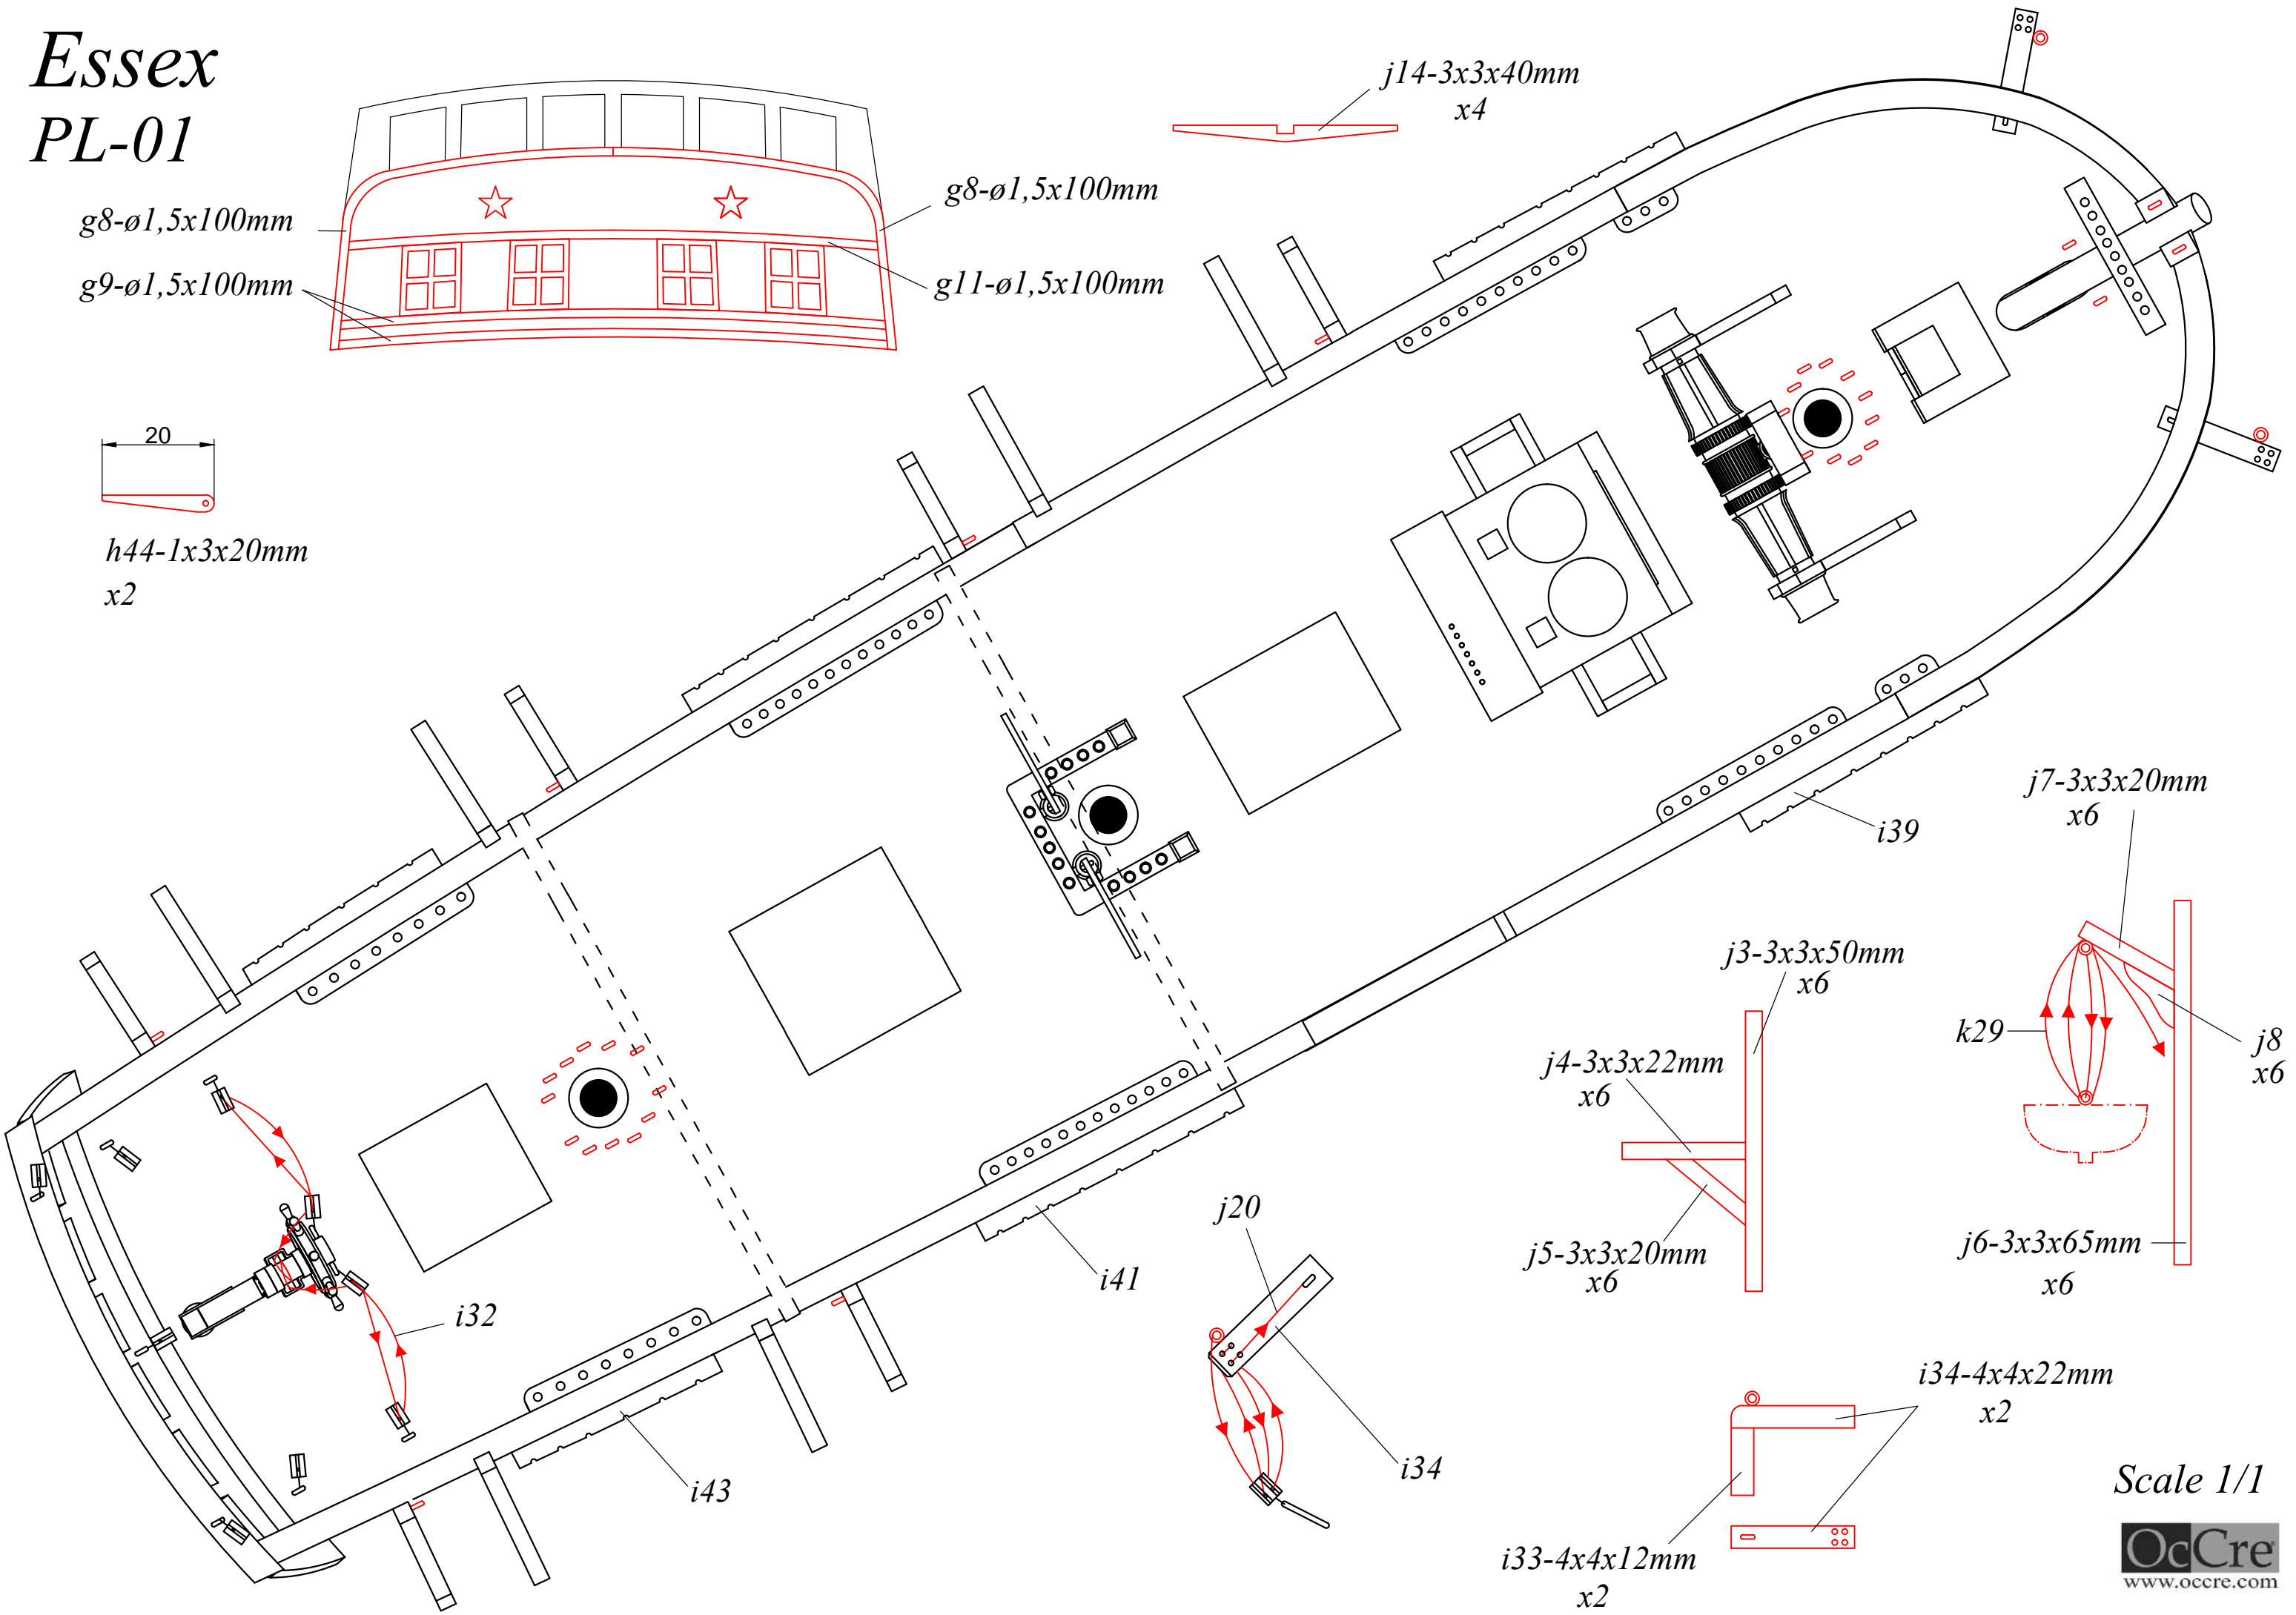 Essex
PL-01
j14-3x3x40mm
x4
g8-ø1,5x100mm
g8-ø1,5x100mm
g9-ø1,5x100mm
g11-ø1,5x100mm
20
h44-1x3x20mm
x2
i39
j7-3x3x20mm
x6
j3-3x3x50mm
x6
k29
j8
x6
j4-3x3x22mm
x6
j5-3x3x20mm
x6
j6-3x3x65mm
x6
j20
i41
i32
i43
i34
i34-4x4x22mm
x2
i33-4x4x12mm
x2
Scale 1/1
OcCre
www.occre.com